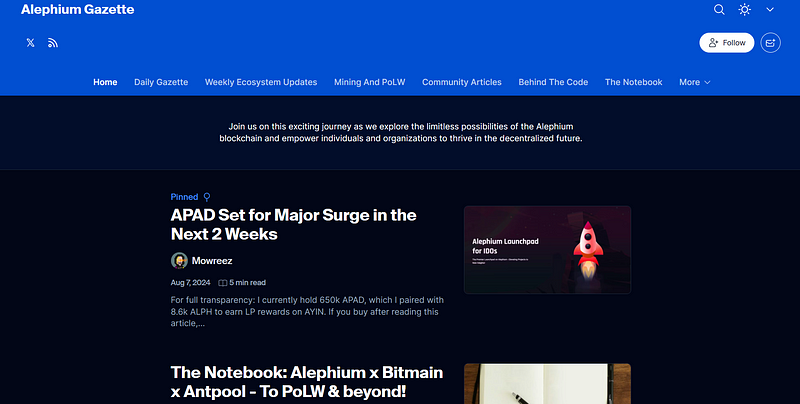 Alephium Gazette
𝕏
Follow
Home Daily Gazette Weekly Ecosystem Updates Mining And PoLW Community Articles Behind The Code The Notebook More
Join us on this exciting journey as we explore the limitless possibilities of the Alephium
blockchain and empower individuals and organizations to thrive in the decentralized future.
Pinned
APAD Set for Major Surge in the
Next 2 Weeks
Mowreez
Aug 7, 2024 5 min read
For full transparency: I currently hold 650k APAD, which I paired with
8.6k ALPH to earn LP rewards on AYIN. If you buy after reading this
article,...
Alephium Launchpad
for IDOs
The Notebook: Alephium x Bitmain
x Antpool - To PoLW & beyond!